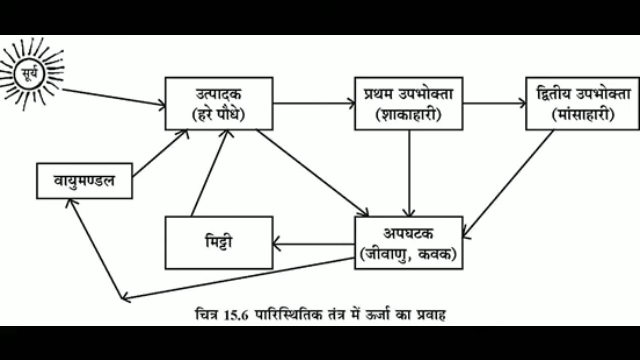 सूर्य
उत्पादक
(हरे पौधे)
प्रथम उपभोक्ता
(शाकाहारी)
द्वितीय उपभोक्ता
(मांसाहारी)
वायुमण्डल
मिट्टी
अपघटक
(जीवाणु, कवक)
चित्र 15.6 पारिस्थितिक तंत्र में ऊर्जा का प्रवाह